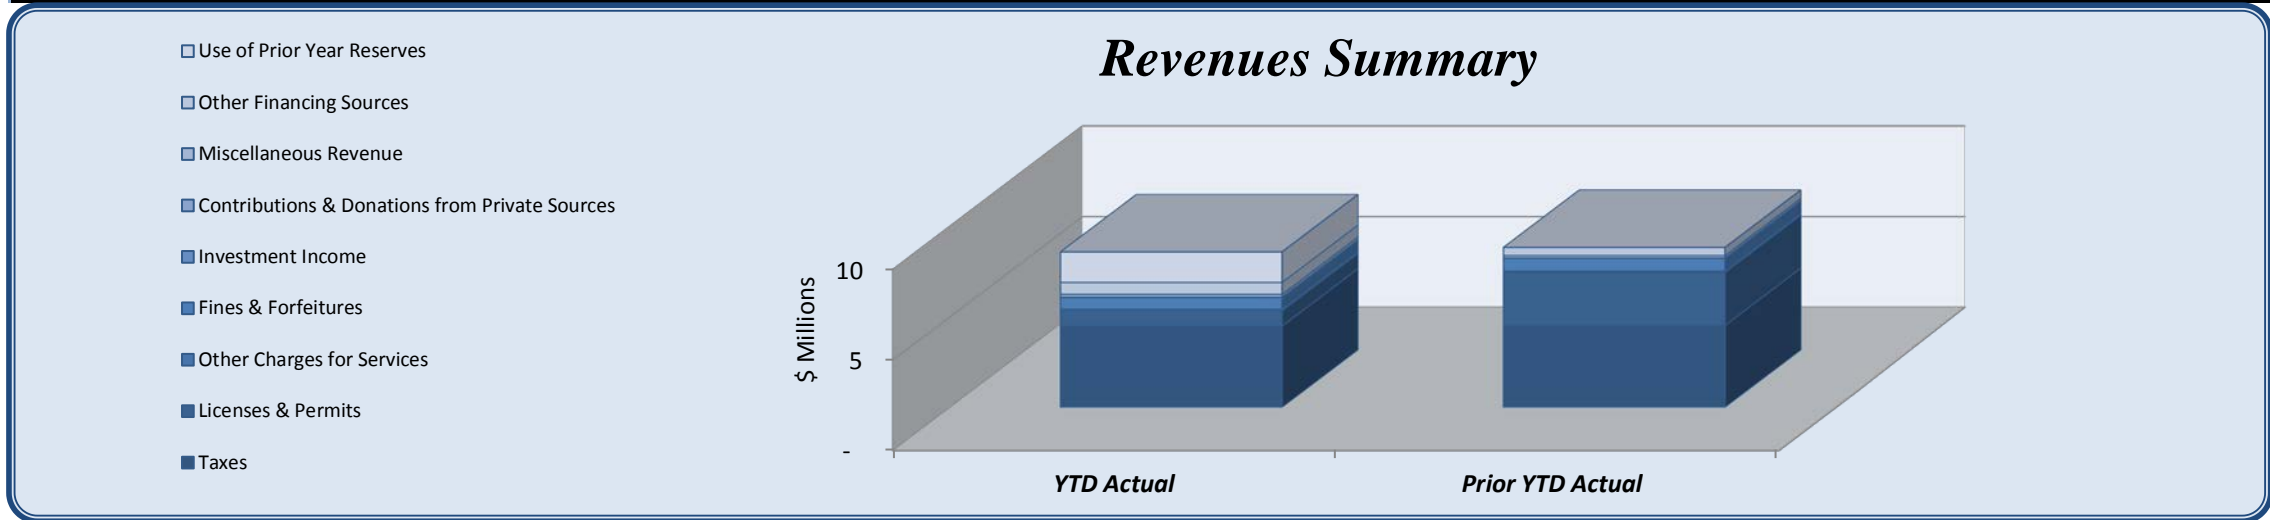 Revenues Summary
Use of Prior Year Reserves
Other Financing Sources
Miscellaneous Revenue
Contributions & Donations from Private Sources
Investment Income
Fines & Forfeitures
Other Charges for Services
Licenses & Permits
Taxes
$ Millions
10
5
-
YTD Actual
Prior YTD Actual